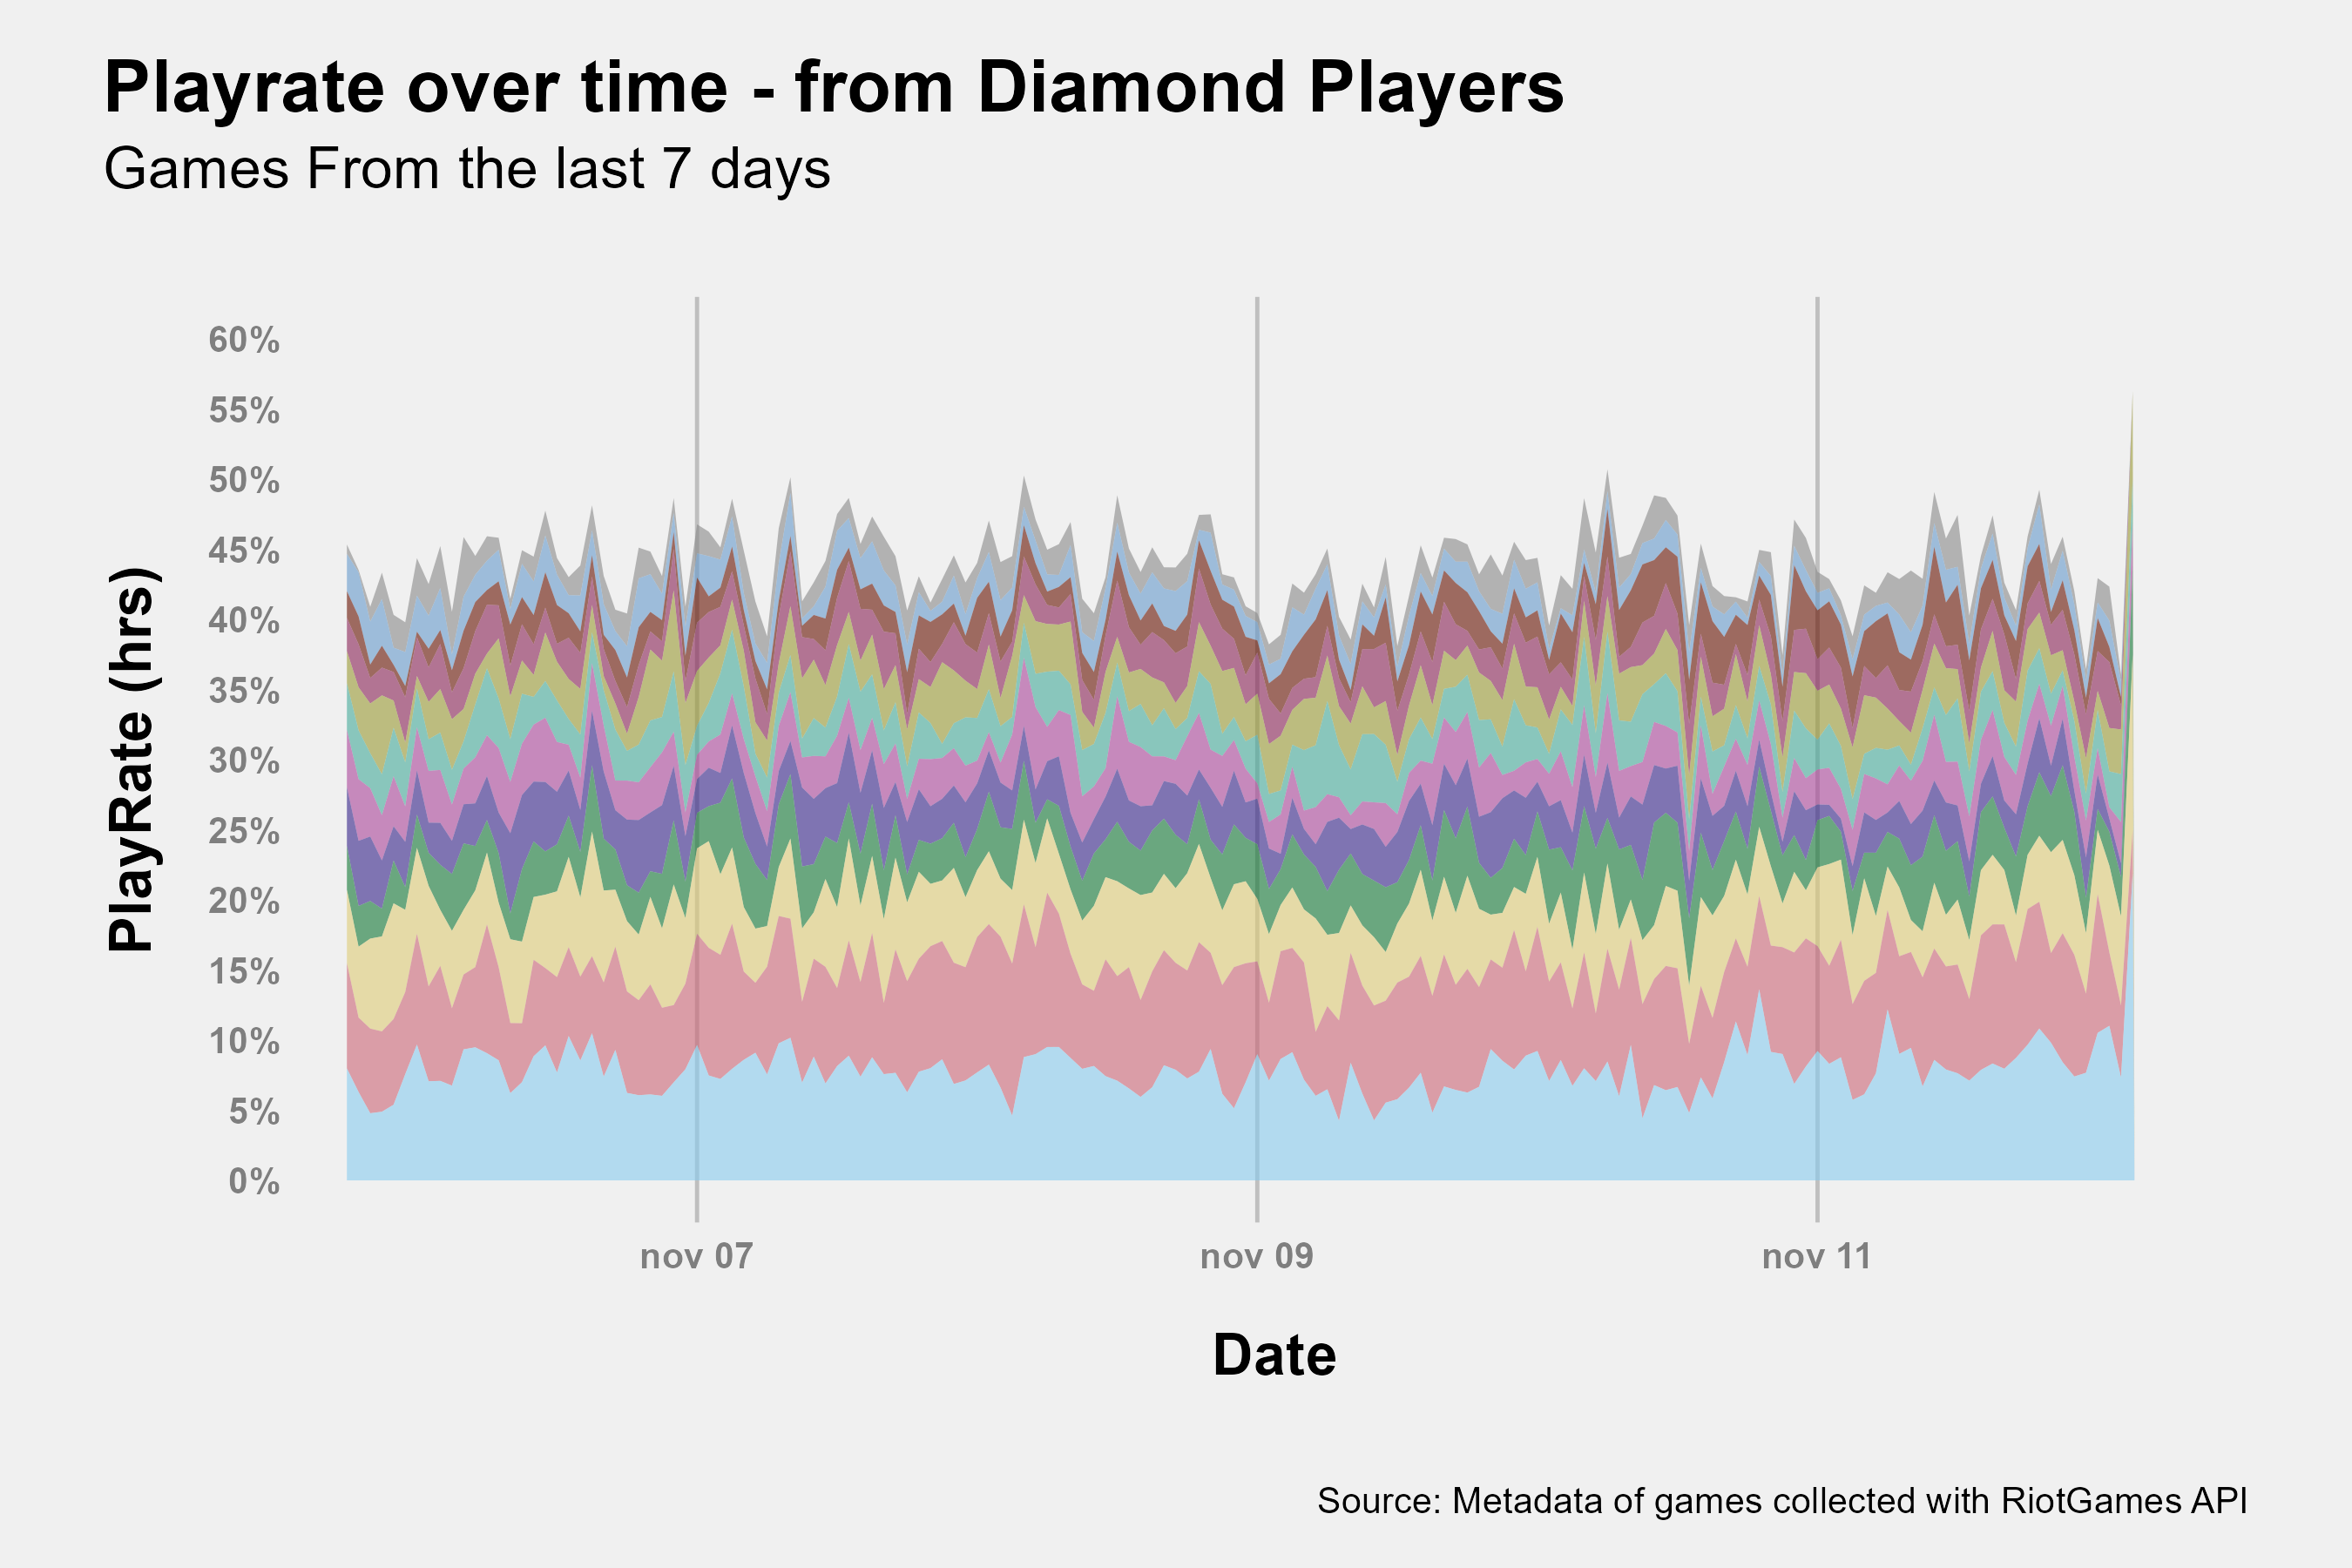 Playrate over time - from Diamond Players
Games From the last 7 days
PlayRate (hrs)
60%
55%
50%
45%
40%
35%
30%
25%
20%
15%
10%
5%
0%
nov 07
nov 09
nov 11
Date
Source: Metadata of games collected with RiotGames API